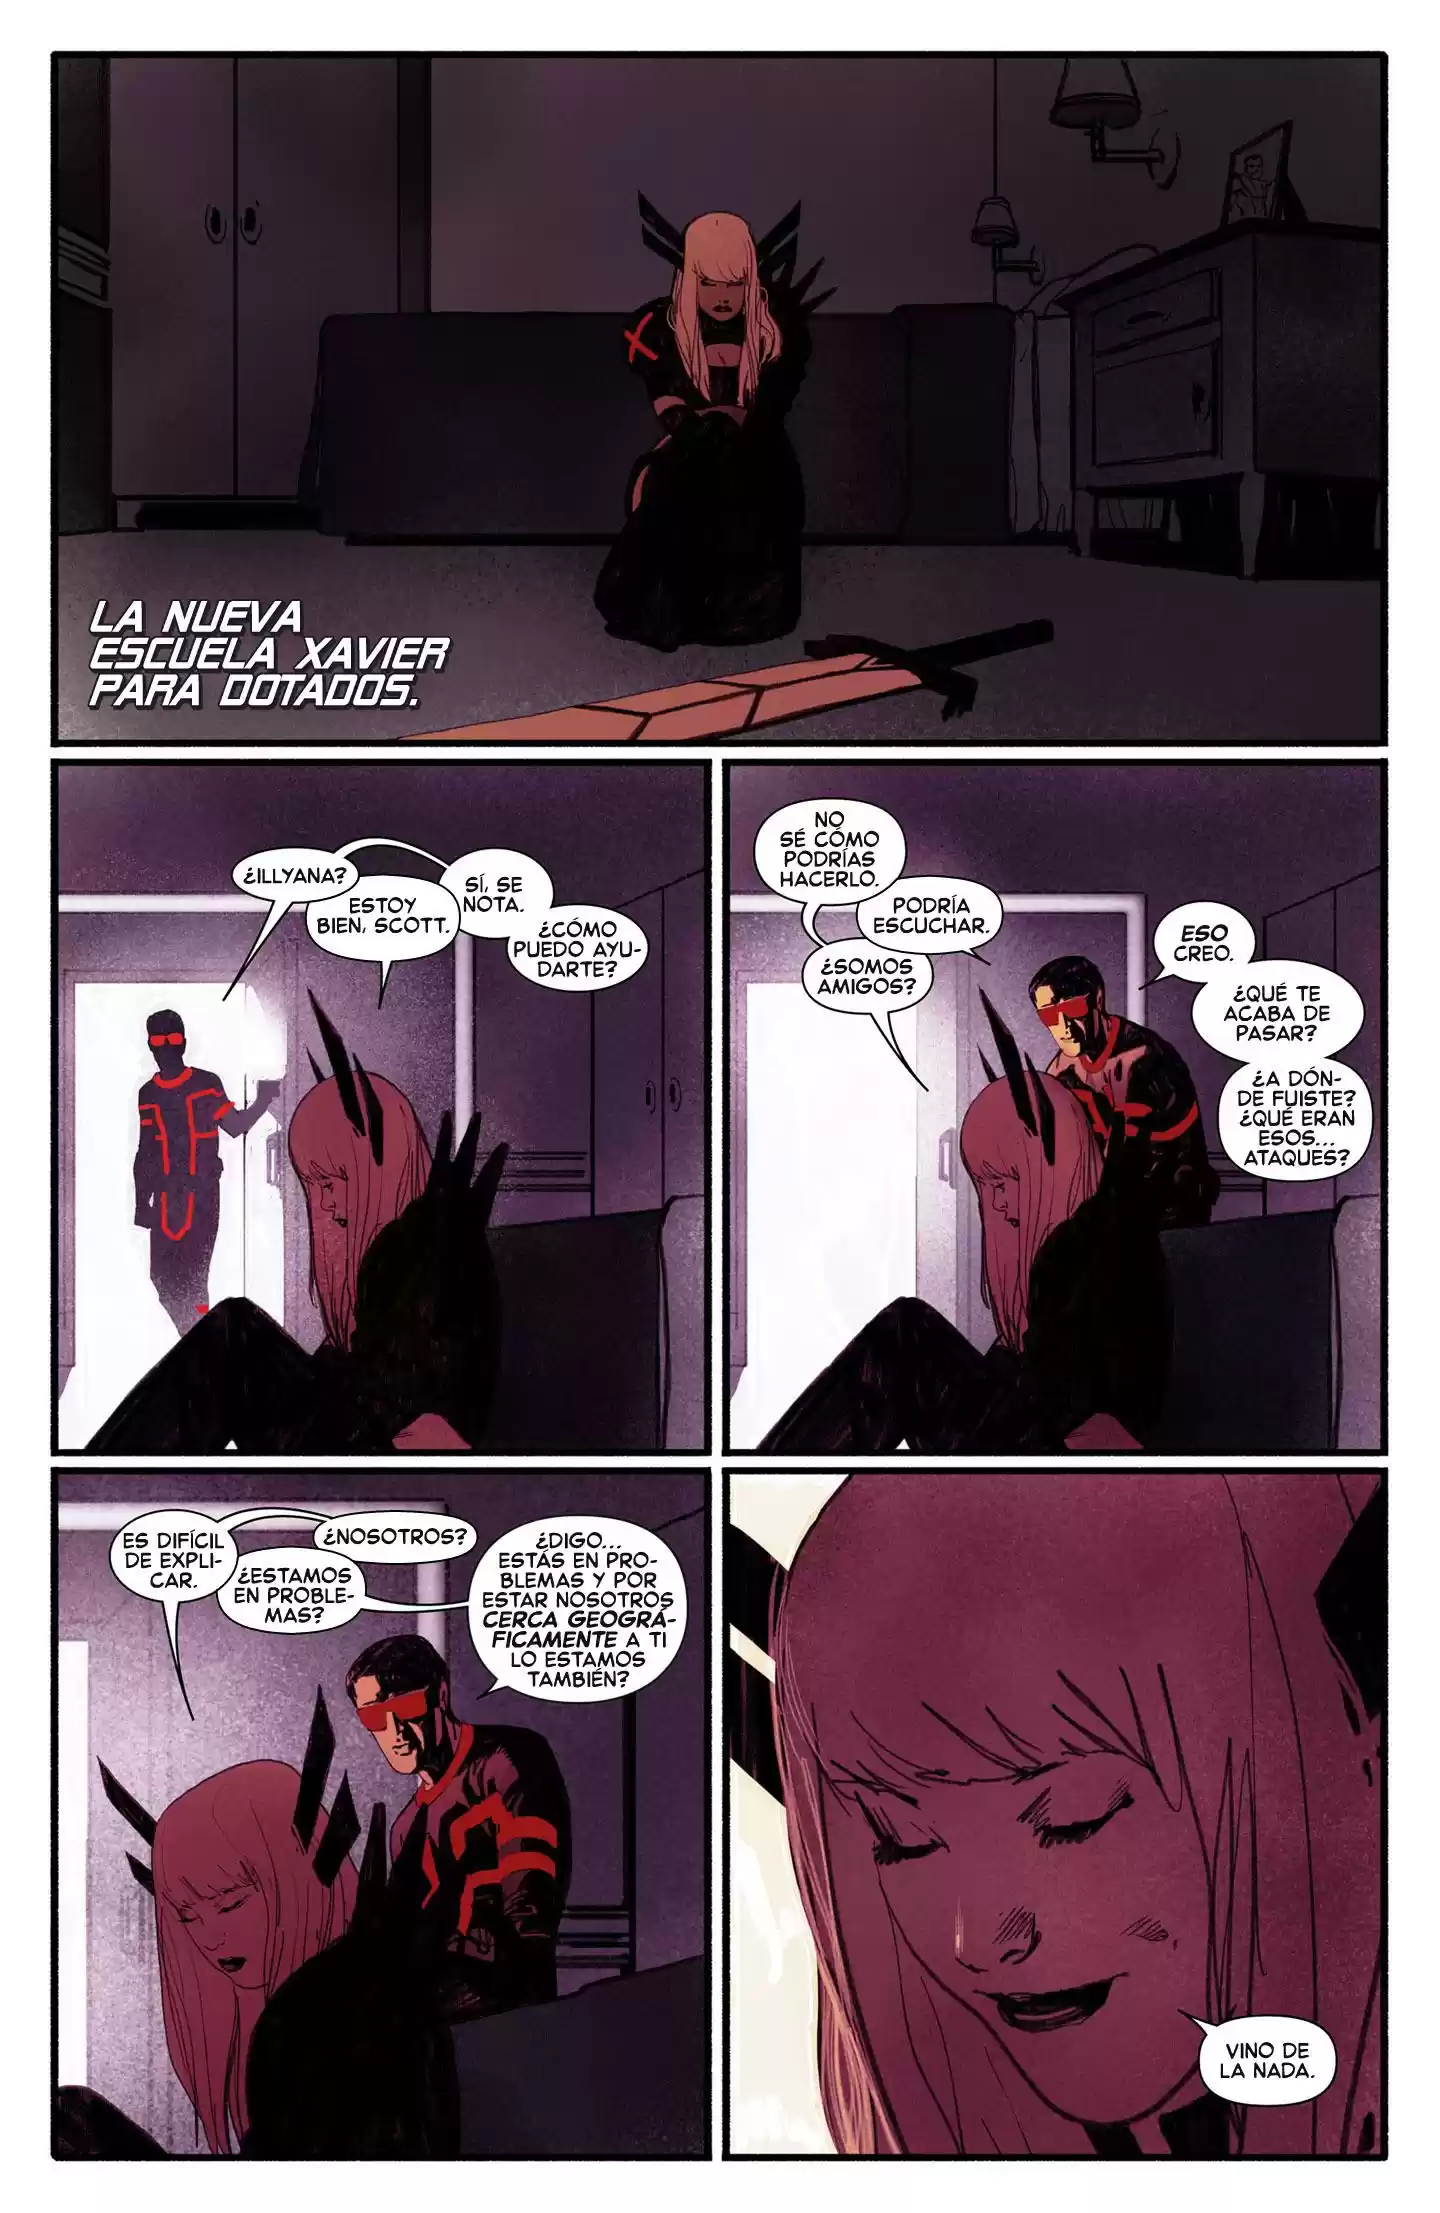 LA NUEVA
ESCUELA XAVIER
PARA DOTADOS.
¿ILLYANA?
ESTOY
BIEN, SCOTT.
SÍ, SE
NOTA.
¿CÓMO
PUEDO AYU-
DARTE?
NO
SÉ CÓMO
PODRÍAS
HACERLO.
PODRÍA
ESCUCHAR.
¿SOMOS
AMIGOS?
ESO
CREO.
¿QUÉ TE
ACABA DE
PASAR?
¿A DÓN-
DE FUISTE?
¿QUÉ ERAN
ESOS...
ATAQUES?
ES DIFÍCIL
DE EXPLI-
CAR.
¿NOSOTROS?
¿ESTAMOS
EN PROBLE-
MAS?
¿DIGO...
ESTÁS EN PRO-
BLEMAS Y POR
ESTAR NOSOTROS
CERCA GEOGRÁ-
FICAMENTE A TI
LO ESTAMOS
TAMBIÉN?
VINO DE
LA NADA.
X